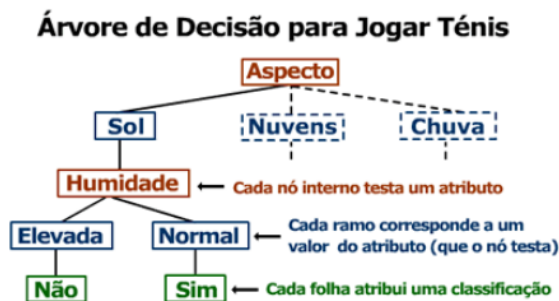 Árvore de Decisão para Jogar Ténis
Aspecto
Sol
Nuvens
Chuva
Humidade
Cada nó interno testa um atributo
Elevada
Normal
Cada ramo corresponde a um
valor do atributo (que o nó testa)
Não
Sim
Cada folha atribui uma classificação